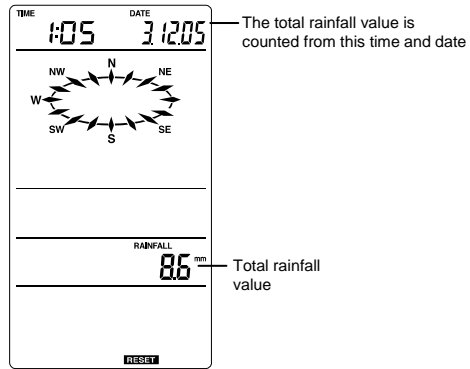 TIME DATE
1:05 3.12.05
The total rainfall value is
counted from this time and date
N
NW NE
W
SW SE
S
RAINFALL
8.6 mm
Total rainfall
value
RESET